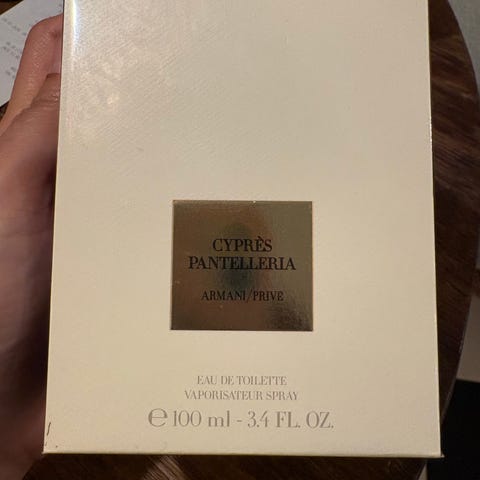 CYPRÈS
PANTELLERIA
ARMANI/PRIVE
EAU DE TOILETTE
VAPORISATEUR SPRAY
℮ 100 ml - 3.4 FL. OZ.